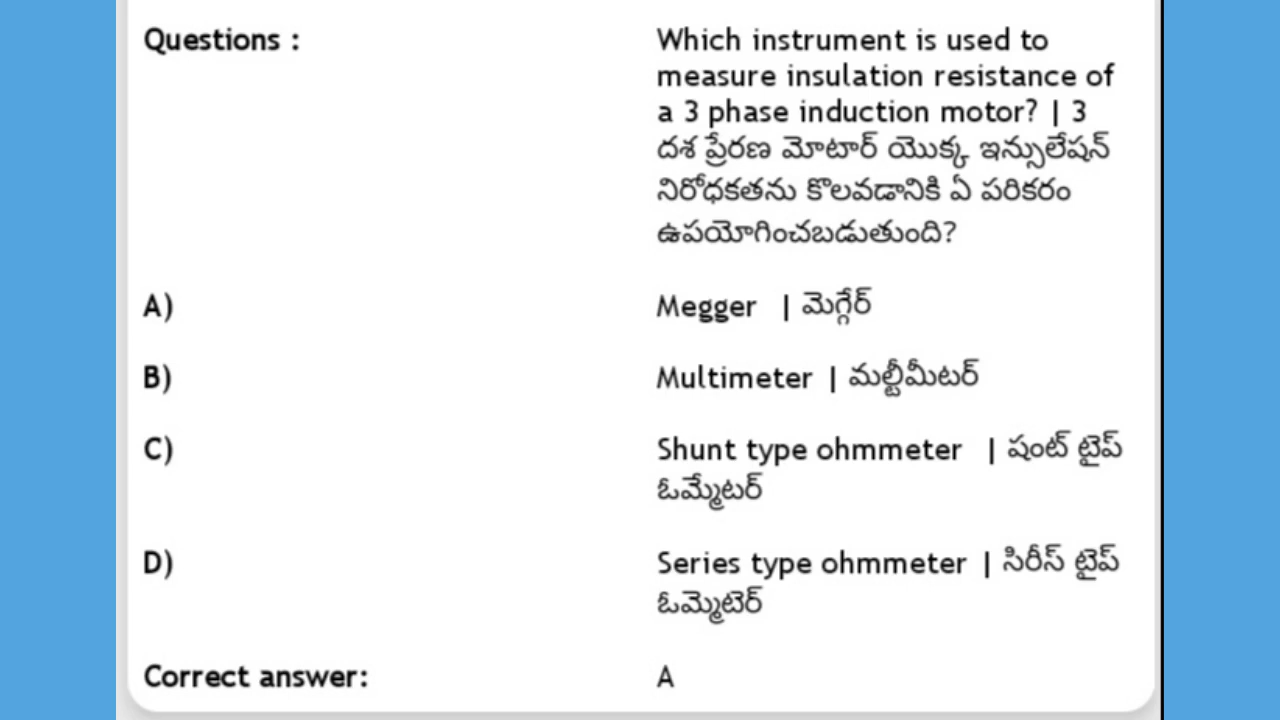 Questions :
Which instrument is used to
measure insulation resistance of
a 3 phase induction motor? | 3
దశ ప్రేరణ మోటార్ యొక్క ఇన్సులేషన్
నిరోధకతను కొలవడానికి ఏ పరికరం
ఉపయోగించబడుతుంది?
A) Megger | మెగ్గేర్
B) Multimeter | మల్టీమీటర్
C) Shunt type ohmmeter | షంట్ టైప్
ఓమ్మేటర్
D) Series type ohmmeter | సిరీస్ టైప్
ఓమ్మెటెర్
Correct answer: A